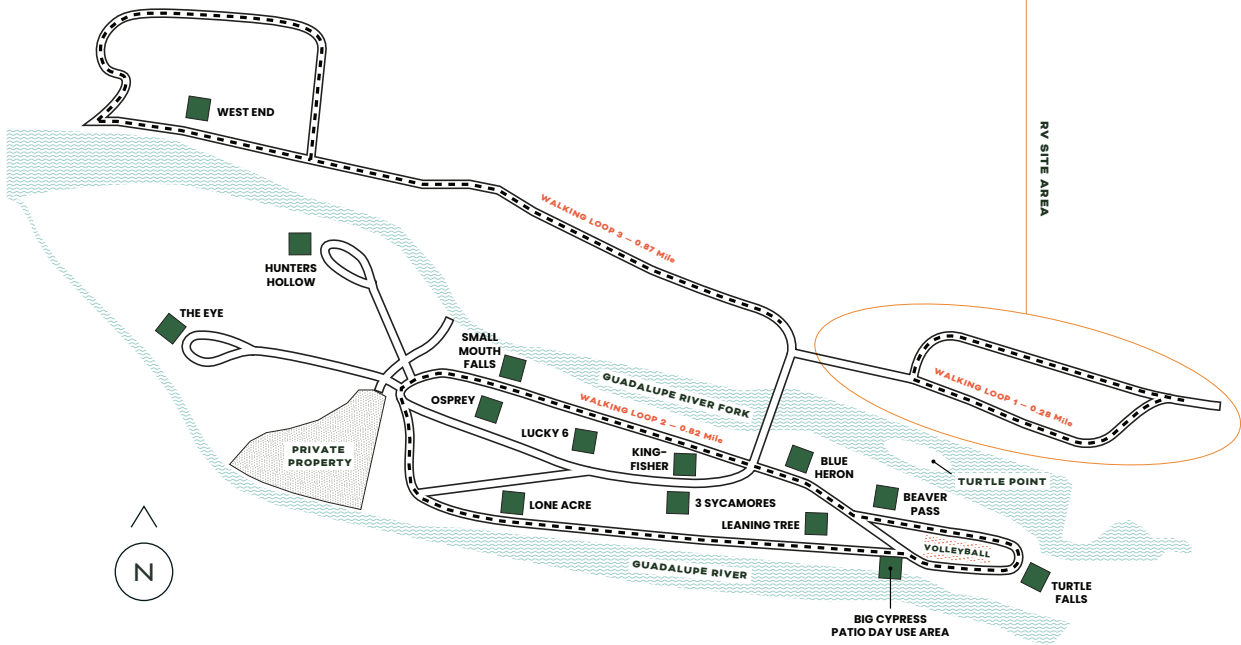 WEST END
RV SITE AREA
WALKING LOOP 3 — 0.87 Mile
HUNTERS
HOLLOW
THE EYE
SMALL
MOUTH
FALLS
GUADALUPE RIVER FORK
WALKING LOOP 1 — 0.28 Mile
OSPREY
WALKING LOOP 2 — 0.82 Mile
LUCKY 6
KING-
FISHER
PRIVATE
PROPERTY
BLUE
HERON
TURTLE POINT
LONE ACRE
3 SYCAMORES
BEAVER
PASS
LEANING TREE
VOLLEYBALL
GUADALUPE RIVER
N
TURTLE
FALLS
BIG CYPRESS
PATIO DAY USE AREA